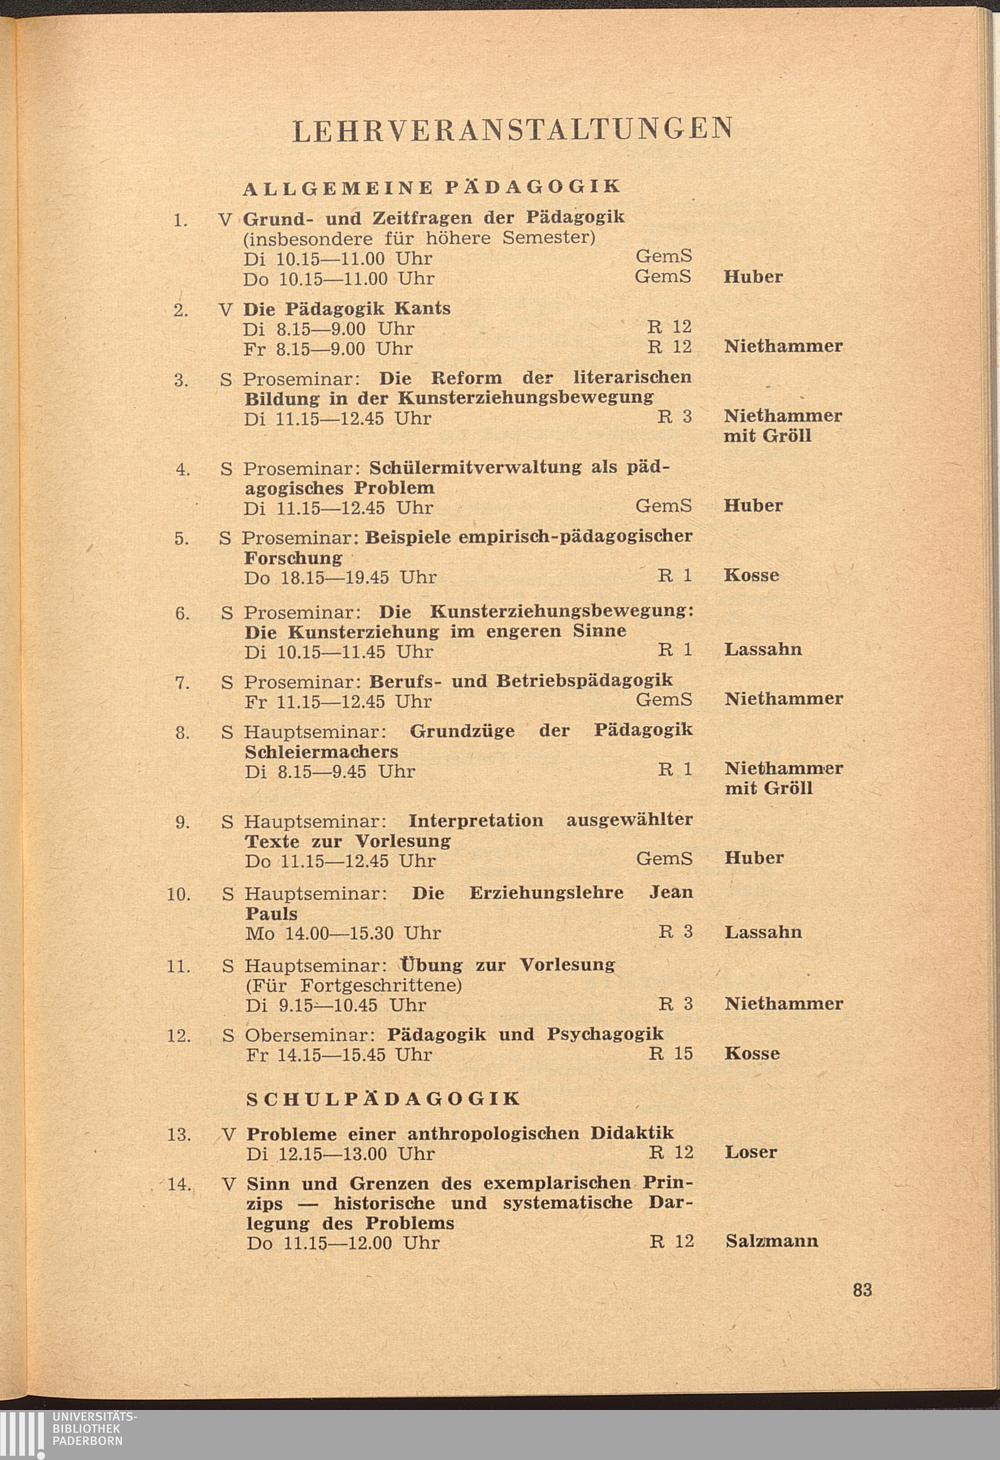 LEHRVERANSTALTUNGEN
ALLGEMEINE PÄDAGOGIK
1. V Grund- und Zeitfragen der Pädagogik
(insbesondere für höhere Semester)
Di 10.15—11.00 Uhr GemS
Do 10.15—11.00 Uhr GemS Huber
2. V Die Pädagogik Kants
Di 8.15—9.00 Uhr R 12
Fr 8.15—9.00 Uhr R 12 Niethammer
3. S Proseminar: Die Reform der literarischen
Bildung in der Kunsterziehungsbewegung
Di 11.15—12.45 Uhr R 3 Niethammer
mit Gröll
4. S Proseminar: Schülermitverwaltung als päd-
agogisches Problem
Di 11.15—12.45 Uhr GemS Huber
5. S Proseminar: Beispiele empirisch-pädagogischer
Forschung
Do 18.15—19.45 Uhr R 1 Kosse
6. S Proseminar: Die Kunsterziehungsbewegung:
Die Kunsterziehung im engeren Sinne
Di 10.15—11.45 Uhr R 1 Lassahn
7. S Proseminar: Berufs- und Betriebspädagogik
Fr 11.15—12.45 Uhr GemS Niethammer
8. S Hauptseminar: Grundzüge der Pädagogik
Schleiermachers
Di 8.15—9.45 Uhr R 1 Niethammer
mit Gröll
9. S Hauptseminar: Interpretation ausgewählter
Texte zur Vorlesung
Do 11.15—12.45 Uhr GemS Huber
10. S Hauptseminar: Die Erziehungslehre Jean
Pauls
Mo 14.00—15.30 Uhr R 3 Lassahn
11. S Hauptseminar: Übung zur Vorlesung
(Für Fortgeschrittene)
Di 9.15—10.45 Uhr R 3 Niethammer
12. S Oberseminar: Pädagogik und Psychagogik
Fr 14.15—15.45 Uhr R 15 Kosse
SCHULPÄDAGOGIK
13. V Probleme einer anthropologischen Didaktik
Di 12.15—13.00 Uhr R 12 Loser
14. V Sinn und Grenzen des exemplarischen Prin-
zips — historische und systematische Dar-
legung des Problems
Do 11.15—12.00 Uhr R 12 Salzmann
83
UNIVERSITÄTS-
BIBLIOTHEK
PADERBORN